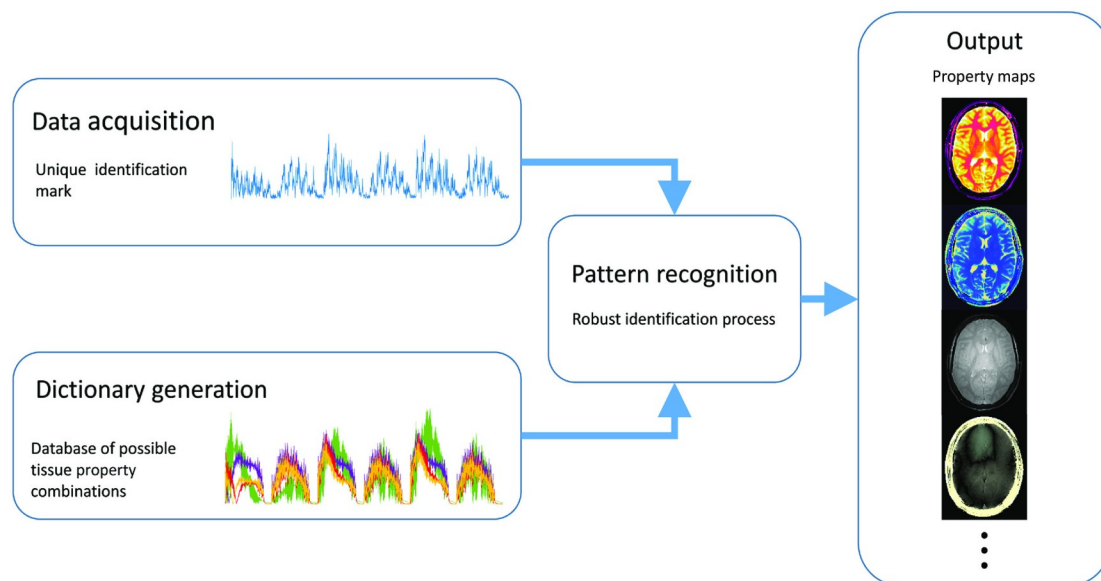 Data acquisition
Unique identification
mark
Dictionary generation
Database of possible
tissue property
combinations
Pattern recognition
Robust identification process
Output
Property maps